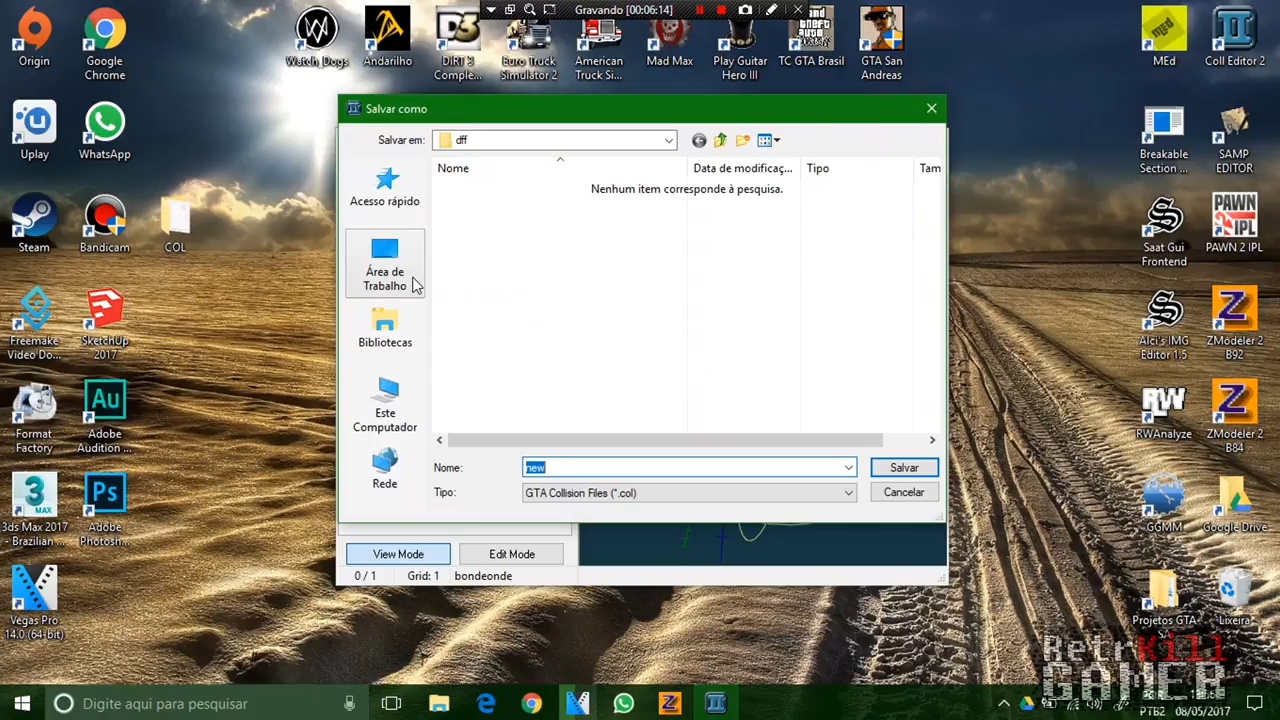 Gravando [00:06:14]
Origin
Google
Chrome
Watch_Dogs
Andarilho
DIRT 3
Comple...
Euro Truck
Simulator 2
American
Truck Si...
Mad Max
Play Guitar
Hero III
TC GTA Brasil
GTA San
Andreas
MEd
Coll Editor 2
Uplay
WhatsApp
Breakable
Section ...
SAMP
EDITOR
Steam
Bandicam
COL
Saat Gui
Frontend
PAWN 2 IPL
Freemake
Video Do...
SketchUp
2017
Alci's IMG
Editor 1.5
ZModeler 2
B92
Format
Factory
Adobe
Audition ...
RWAnalyze
ZModeler 2
B84
3ds Max 2017
- Brazilian ...
Adobe
Photosh...
GGMM
Google Drive
Vegas Pro
14.0 (64-bit)
Projetos GTA
Lixeira
Salvar como
Salvar em:
dff
Nome
Data de modificaç...
Tipo
Tam
Nenhum item corresponde à pesquisa.
Acesso rápido
Área de
Trabalho
Bibliotecas
Este
Computador
Rede
Nome:
new
Salvar
Tipo:
GTA Collision Files (*.col)
Cancelar
View Mode
Edit Mode
0 / 1
Grid: 1
bondeonde
RetrKill
GAMER
Digite aqui para pesquisar
PTB2
08/05/2017